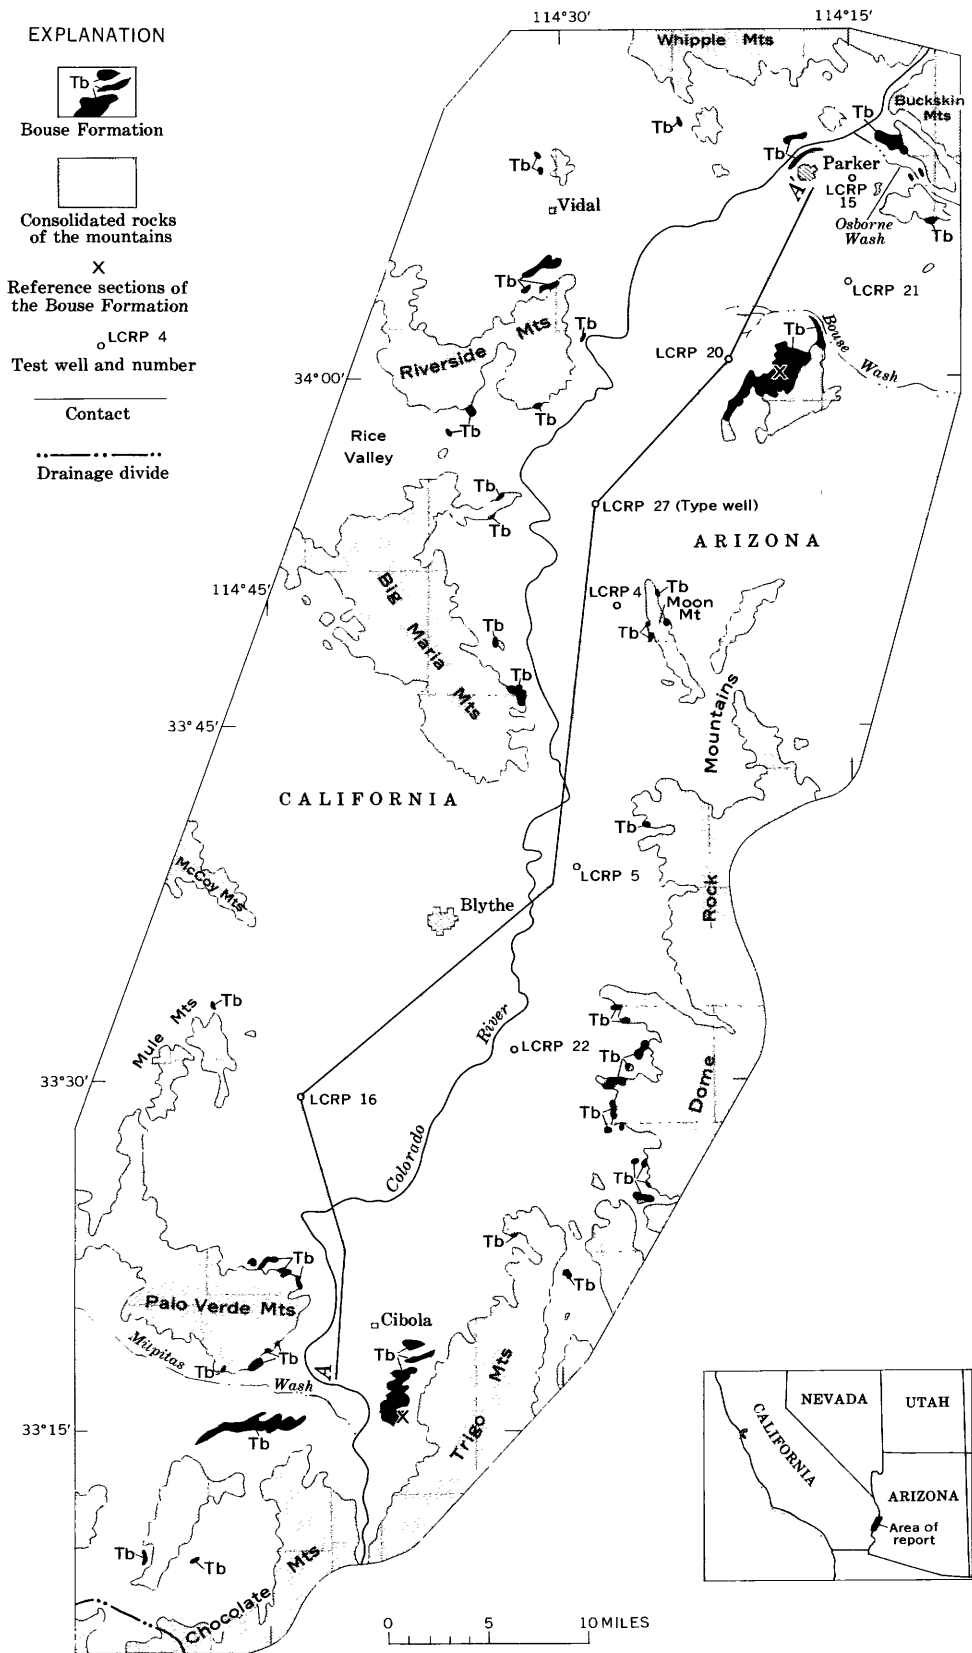 EXPLANATION
Tb
Bouse Formation
Consolidated rocks
of the mountains
X
Reference sections of
the Bouse Formation
LCRP 4
Test well and number
Contact
Drainage divide
114°30′
114°15′
Whipple Mts
Buckskin
Mts
Tb
Tb
Tb
Tb
Parker
LCRP
15
A′
Vidal
Osborne
Wash
Tb
Tb
LCRP 21
Riverside Mts
Tb
LCRP 20
Tb
Bouse
Wash
X
34°00′
Tb
Tb
Rice
Valley
Tb
Tb
LCRP 27 (Type well)
ARIZONA
114°45′
Big
Maria
Mts
LCRP 4
Tb
Moon
Mt
Tb
Tb
Tb
33°45′
Mountains
CALIFORNIA
Tb
McCoy Mts
LCRP 5
Rock
Blythe
Mule Mts
Tb
River
Tb
LCRP 22
Tb
Dome
33°30′
LCRP 16
Tb
Colorado
Tb
Tb
Tb
Tb
Palo Verde Mts
Cibola
Tb
Mitpitas
Wash
Tb
Tb
A
Mts
X
Trigo
33°15′
Tb
Tb
Tb
Chocolate Mts
0 5 10 MILES
NEVADA
UTAH
CALIFORNIA
ARIZONA
Area of
report